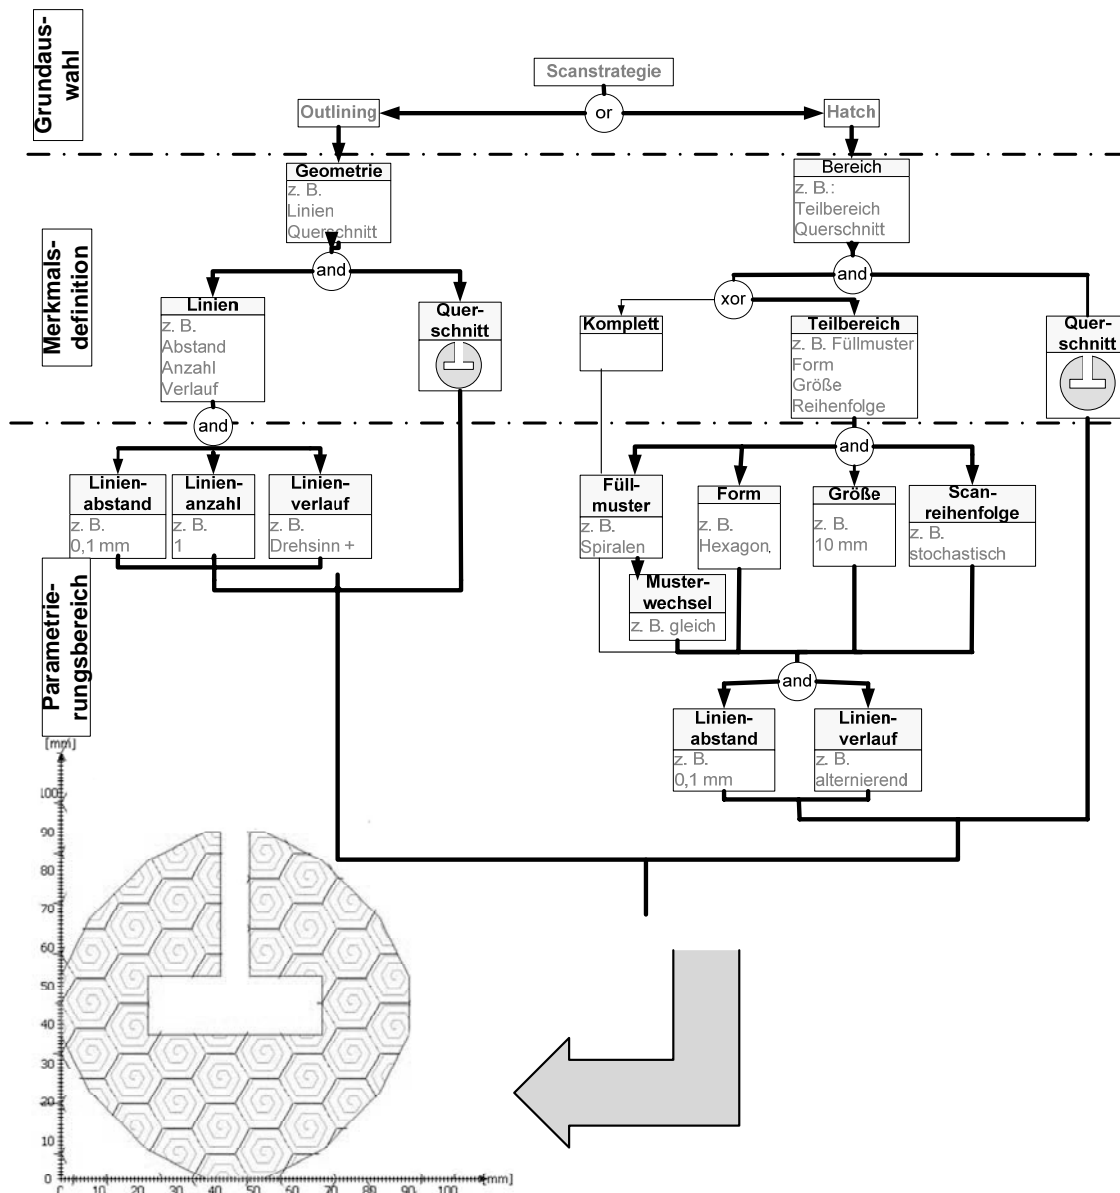 Grundaus-
wahl
Scanstrategie
or
Outlining
Hatch
Merkmals-
definition
Geometrie
z. B.
Linien
Querschnitt
and
Linien
z. B.
Abstand
Anzahl
Verlauf
Quer-
schnitt
Bereich
z. B.:
Teilbereich
Querschnitt
and
xor
Komplett
Teilbereich
z. B. Füllmuster
Form
Größe
Reihenfolge
Quer-
schnitt
and
and
Parametrie-
rungsbereich
Linien-
abstand
z. B.
0,1 mm
Linien-
anzahl
z. B.
1
Linien-
verlauf
z. B.
Drehsinn +
Füll-
muster
z. B.
Spiralen
Form
z. B.
Hexagon,
Größe
z. B.
10 mm
Scan-
reihenfolge
z. B.
stochastisch
Muster-
wechsel
z. B. gleich
and
Linien-
abstand
z. B.
0,1 mm
Linien-
verlauf
z. B.
alternierend
[mm]
100
90
80
70
60
50
40
30
20
10
0
0 10 20 30 40 50 60 70 80 90 100 [mm]